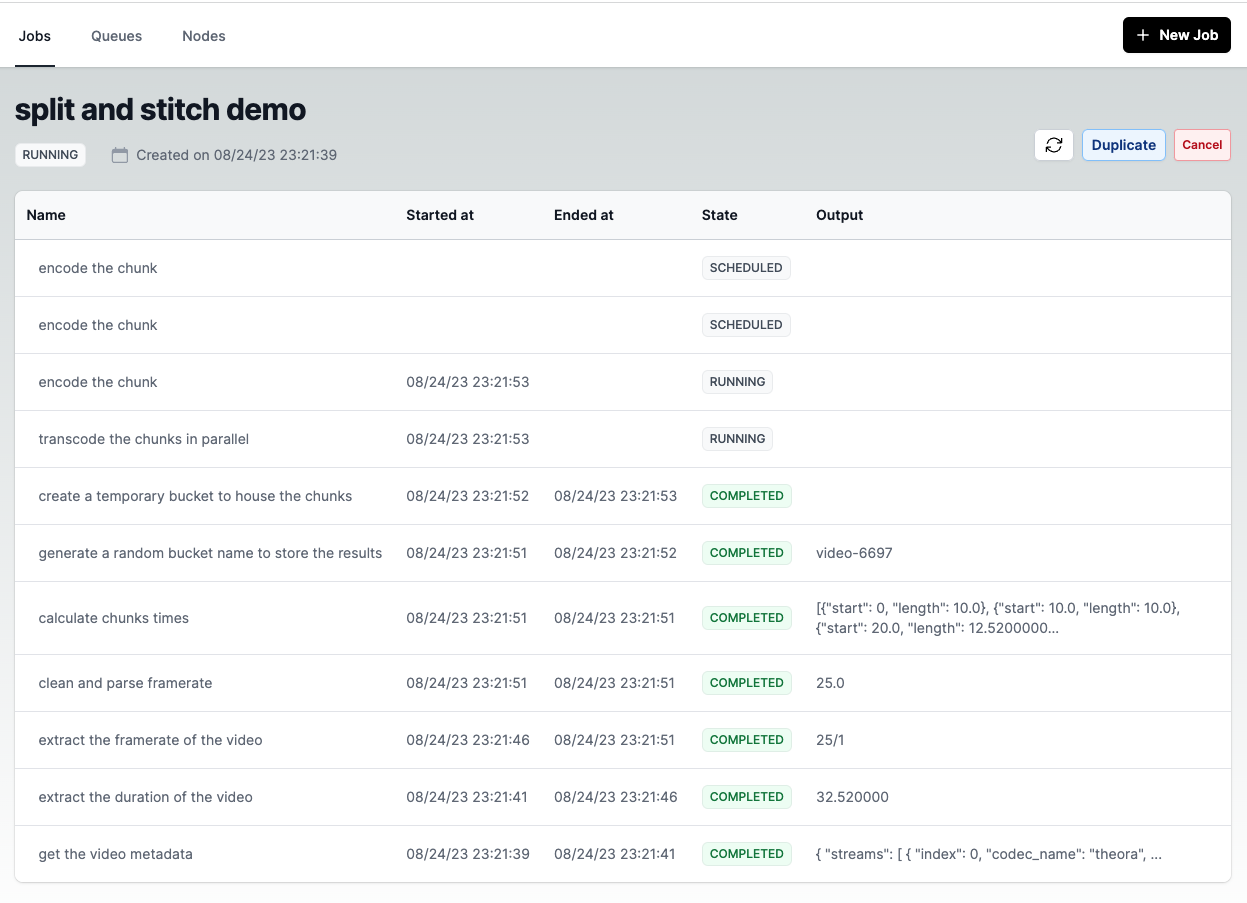 Jobs Queues Nodes + New Job
split and stitch demo
RUNNING Created on 08/24/23 23:21:39 Duplicate Cancel
Name Started at Ended at State Output
encode the chunk SCHEDULED
encode the chunk SCHEDULED
encode the chunk 08/24/23 23:21:53 RUNNING
transcode the chunks in parallel 08/24/23 23:21:53 RUNNING
create a temporary bucket to house the chunks 08/24/23 23:21:52 08/24/23 23:21:53 COMPLETED
generate a random bucket name to store the results 08/24/23 23:21:51 08/24/23 23:21:52 COMPLETED video-6697
calculate chunks times 08/24/23 23:21:51 08/24/23 23:21:51 COMPLETED [{"start": 0, "length": 10.0}, {"start": 10.0, "length": 10.0},
{"start": 20.0, "length": 12.5200000...
clean and parse framerate 08/24/23 23:21:51 08/24/23 23:21:51 COMPLETED 25.0
extract the framerate of the video 08/24/23 23:21:46 08/24/23 23:21:51 COMPLETED 25/1
extract the duration of the video 08/24/23 23:21:41 08/24/23 23:21:46 COMPLETED 32.520000
get the video metadata 08/24/23 23:21:39 08/24/23 23:21:41 COMPLETED { "streams": [ { "index": 0, "codec_name": "theora", ...